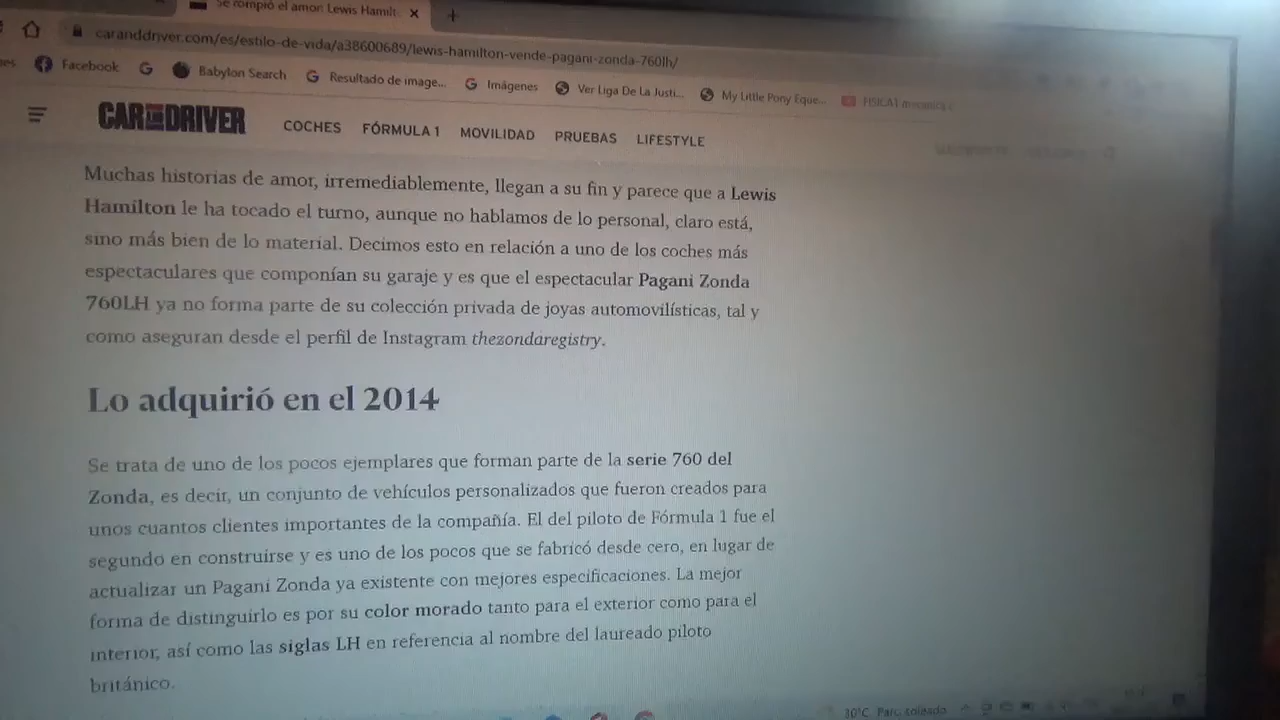 Se rompió el amor: Lewis Hamilt
caranddriver.com/es/estilo-de-vida/a38600689/lewis-hamilton-vende-pagani-zonda-760lh/
Facebook
Babylon Search
Resultado de image...
Imágenes
Ver Liga De La Justi...
My Little Pony Eque...
CAR AND DRIVER
COCHES
FÓRMULA 1
MOVILIDAD
PRUEBAS
LIFESTYLE
Muchas historias de amor, irremediablemente, llegan a su fin y parece que a Lewis
Hamilton le ha tocado el turno, aunque no hablamos de lo personal, claro está,
sino más bien de lo material. Decimos esto en relación a uno de los coches más
espectaculares que componían su garaje y es que el espectacular Pagani Zonda
760LH ya no forma parte de su colección privada de joyas automovilísticas, tal y
como aseguran desde el perfil de Instagram thezondaregistry.
Lo adquirió en el 2014
Se trata de uno de los pocos ejemplares que forman parte de la serie 760 del
Zonda, es decir, un conjunto de vehículos personalizados que fueron creados para
unos cuantos clientes importantes de la compañía. El del piloto de Fórmula 1 fue el
segundo en construirse y es uno de los pocos que se fabricó desde cero, en lugar de
actualizar un Pagani Zonda ya existente con mejores especificaciones. La mejor
forma de distinguirlo es por su color morado tanto para el exterior como para el
interior, así como las siglas LH en referencia al nombre del laureado piloto
británico.
30°C Parc. soleado